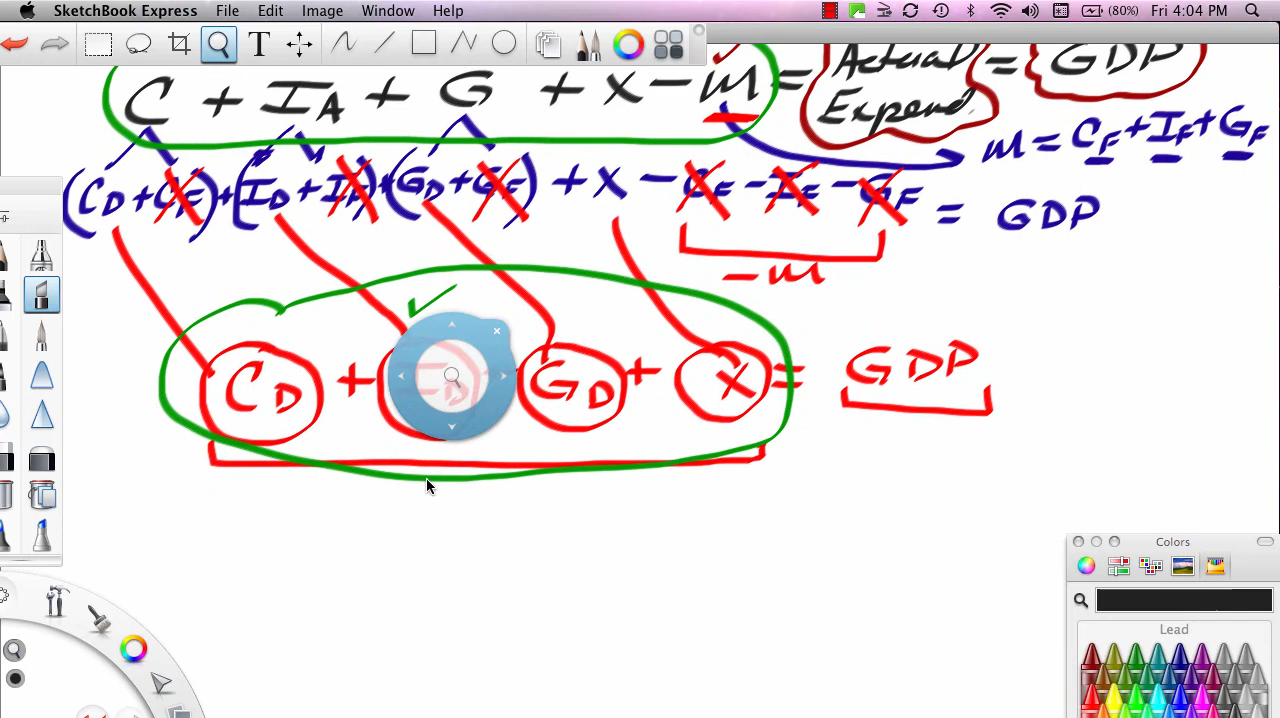 SketchBook Express File Edit Image Window Help (80%) Fri 4:04 PM
T
C + IA + G + X - m = Actual Expend. = GDP
m = CF + IF + GF
(CD + CF) + (ID + IF) + (GD + GF) + X - CF - IF - GF = GDP
- m
CD + ID + GD + X = GDP
Colors
Lead